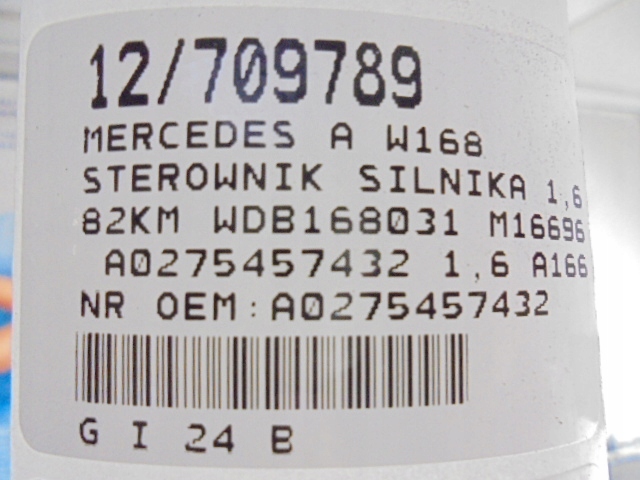 12/709789
MERCEDES A W168
STEROWNIK SILNIKA 1,6
82KM WDB168031 M16696
A0275457432 1,6 A166
NR OEM:A0275457432
G I 24 B